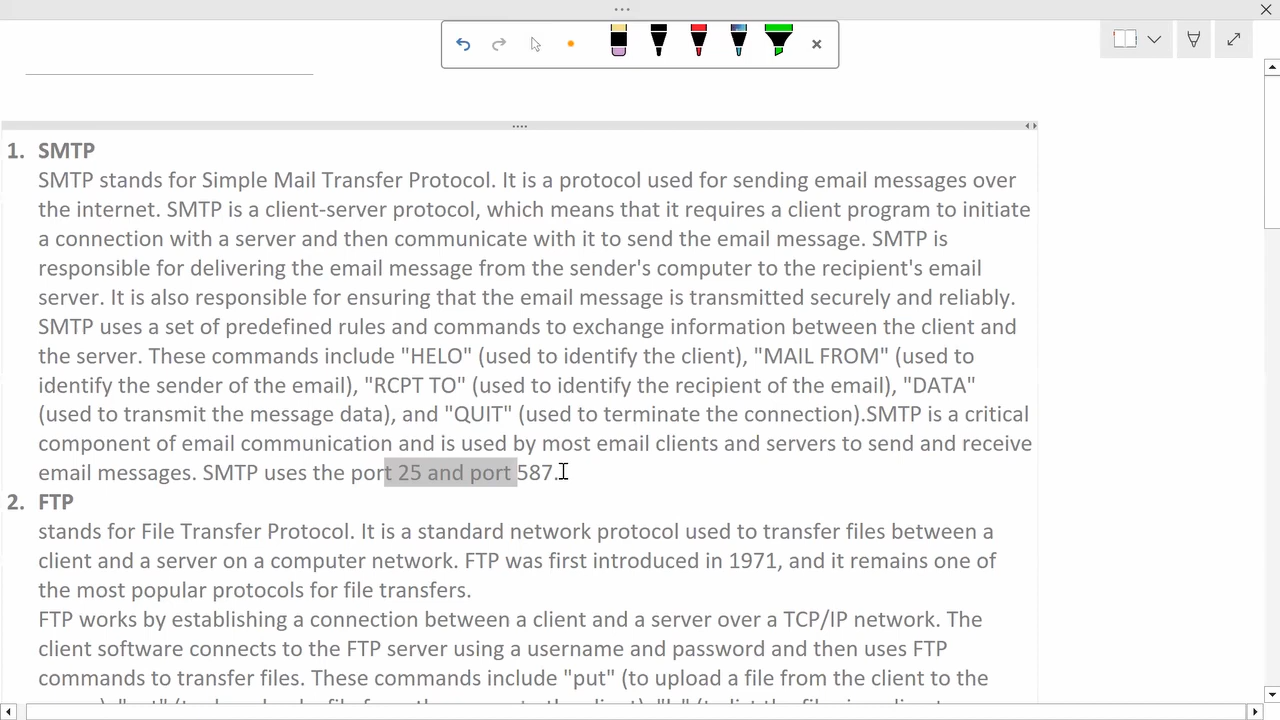 1. SMTP
SMTP stands for Simple Mail Transfer Protocol. It is a protocol used for sending email messages over
the internet. SMTP is a client-server protocol, which means that it requires a client program to initiate
a connection with a server and then communicate with it to send the email message. SMTP is
responsible for delivering the email message from the sender's computer to the recipient's email
server. It is also responsible for ensuring that the email message is transmitted securely and reliably.
SMTP uses a set of predefined rules and commands to exchange information between the client and
the server. These commands include "HELO" (used to identify the client), "MAIL FROM" (used to
identify the sender of the email), "RCPT TO" (used to identify the recipient of the email), "DATA"
(used to transmit the message data), and "QUIT" (used to terminate the connection).SMTP is a critical
component of email communication and is used by most email clients and servers to send and receive
email messages. SMTP uses the port 25 and port 587.
2. FTP
stands for File Transfer Protocol. It is a standard network protocol used to transfer files between a
client and a server on a computer network. FTP was first introduced in 1971, and it remains one of
the most popular protocols for file transfers.
FTP works by establishing a connection between a client and a server over a TCP/IP network. The
client software connects to the FTP server using a username and password and then uses FTP
commands to transfer files. These commands include "put" (to upload a file from the client to the